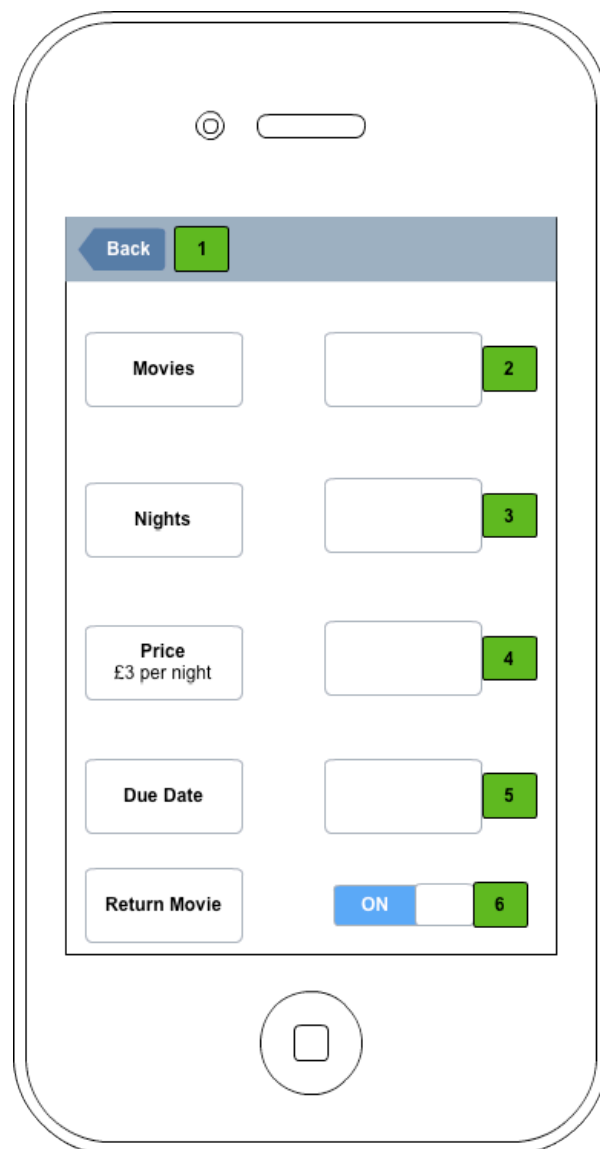 Back 1
Movies 2
Nights 3
Price
£3 per night 4
Due Date 5
Return Movie ON 6